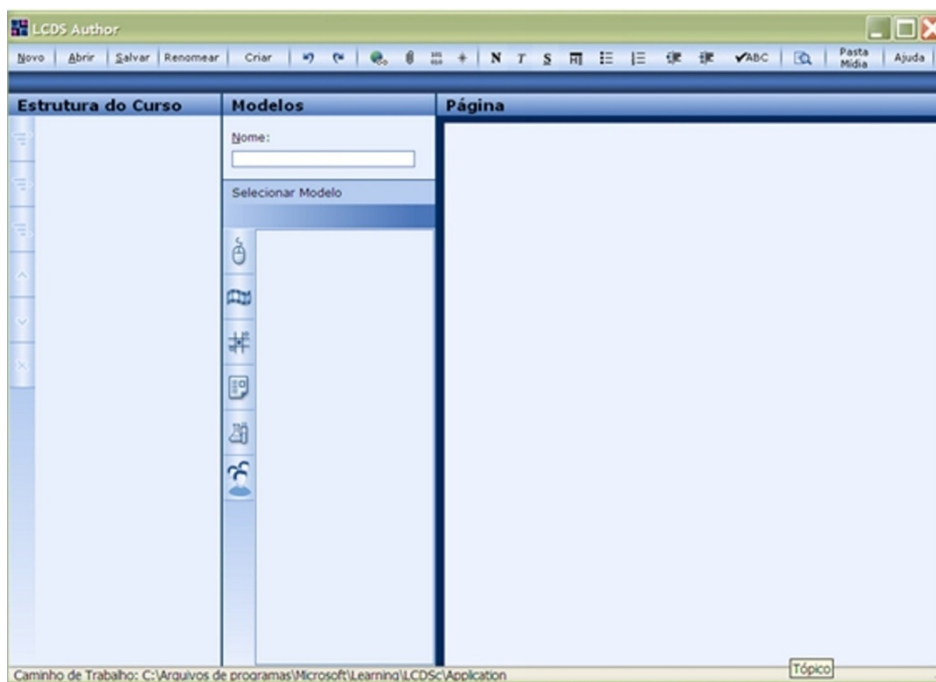 LCDS Author
Novo Abrir Salvar Renomear Criar N T S H ABC Pasta Mídia Ajuda
Estrutura do Curso Modelos Página
Nome:
Selecionar Modelo
Caminho de Trabalho: C:\Arquivos de programas\Microsoft\Learning\LCDSc\Application
Tópico